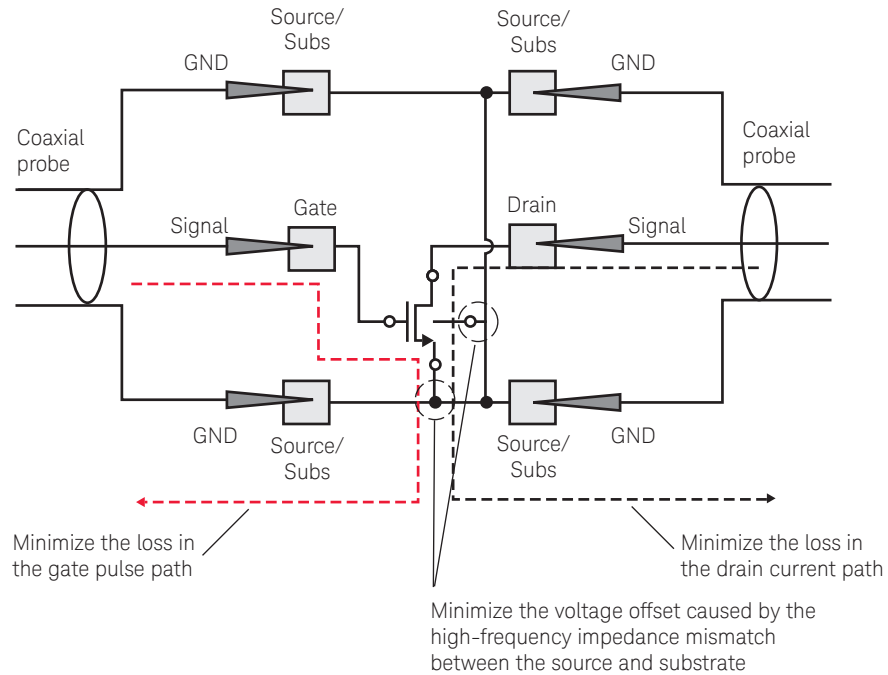 Source/
Subs
Source/
Subs
GND
GND
Coaxial
probe
Coaxial
probe
Signal
Gate
Drain
Signal
GND
Source/
Subs
Source/
Subs
GND
Minimize the loss in
the gate pulse path
Minimize the loss in
the drain current path
Minimize the voltage offset caused by the
high-frequency impedance mismatch
between the source and substrate